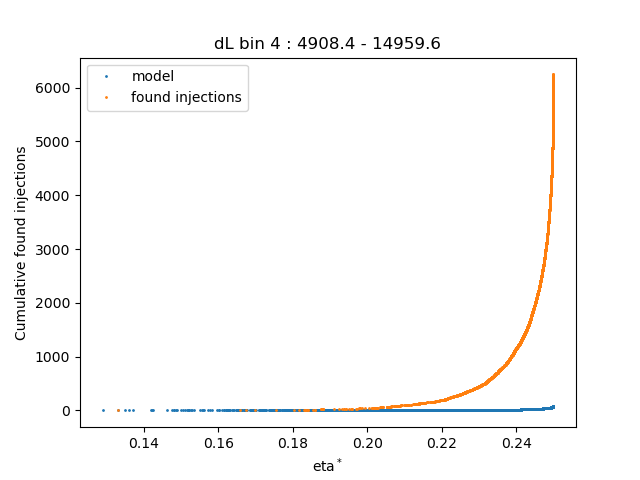 dL bin 4 : 4908.4 - 14959.6
model
found injections
6000
5000
4000
3000
2000
1000
0
Cumulative found injections
0.14 0.16 0.18 0.20 0.22 0.24
eta*